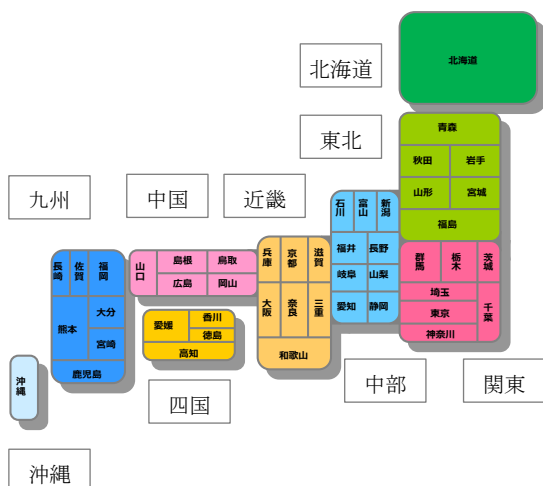 北海道
北海道
東北
青森
秋田 岩手
山形 宮城
福島
九州
中国
近畿
石川 富山 新潟
福井 長野
岐阜 山梨
愛知 静岡
群馬 栃木 茨城
埼玉
東京 千葉
神奈川
兵庫 京都 滋賀
大阪 奈良 三重
和歌山
山口 島根 鳥取
広島 岡山
愛媛 香川
徳島
高知
長崎 佐賀 福岡
熊本 大分
宮崎
鹿児島
沖縄
中部
関東
四国
沖縄